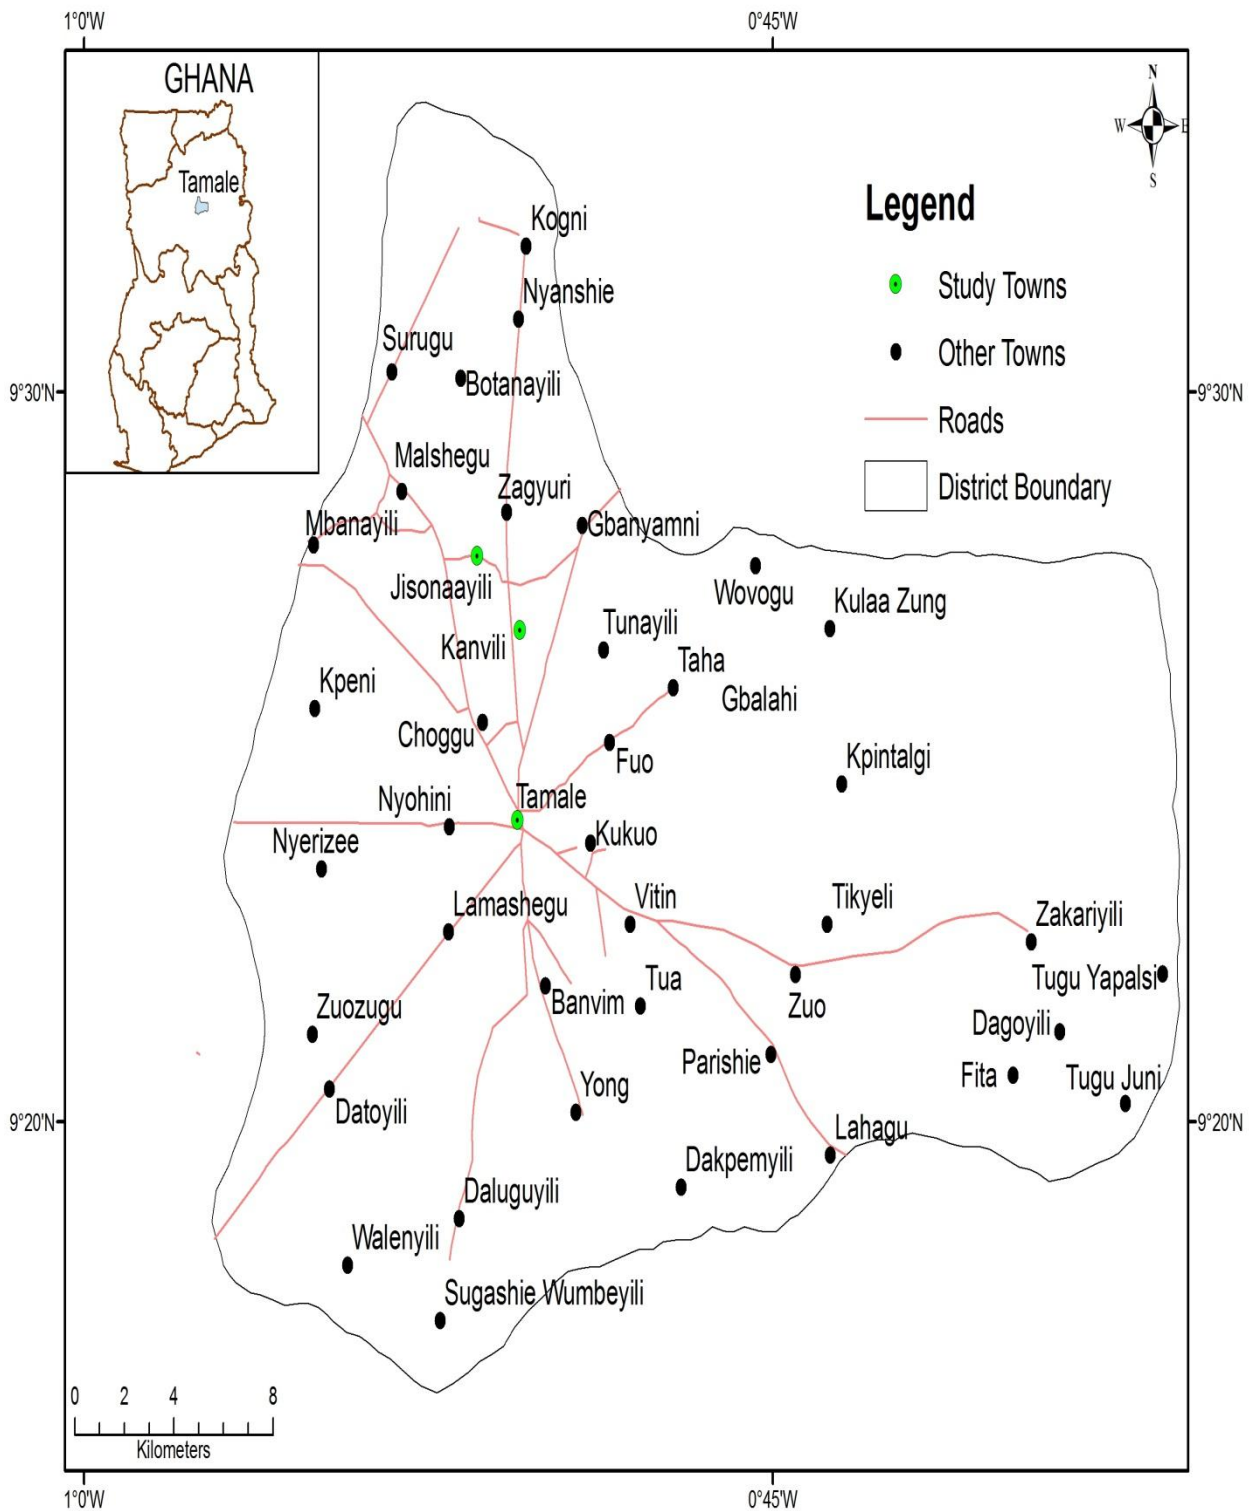 1°0'W
0°45'W
GHANA
Tamale
N
W
E
S
Legend
Study Towns
Other Towns
Roads
District Boundary
Kogni
Nyanshie
Surugu
Botanayili
9°30'N
9°30'N
Malshegu
Zagyuri
Mbanayili
Gbanyamni
Jisonaayili
Wovogu
Kulaa Zung
Tunayili
Kanvili
Taha
Kpeni
Gbalahi
Choggu
Fuo
Kpintalgi
Nyohini
Tamale
Kukuo
Nyerizee
Lamashegu
Vitin
Tikyeli
Zakariyili
Tua
Tugu Yapalsi
Banvim
Zuo
Zuozugu
Dagoyili
Parishie
Fita
Tugu Juni
Yong
Datoyili
9°20'N
9°20'N
Lahagu
Dakpemyili
Daluguyili
Walenyili
Sugashie Wumbeyili
0 2 4 8
Kilometers
1°0'W
0°45'W